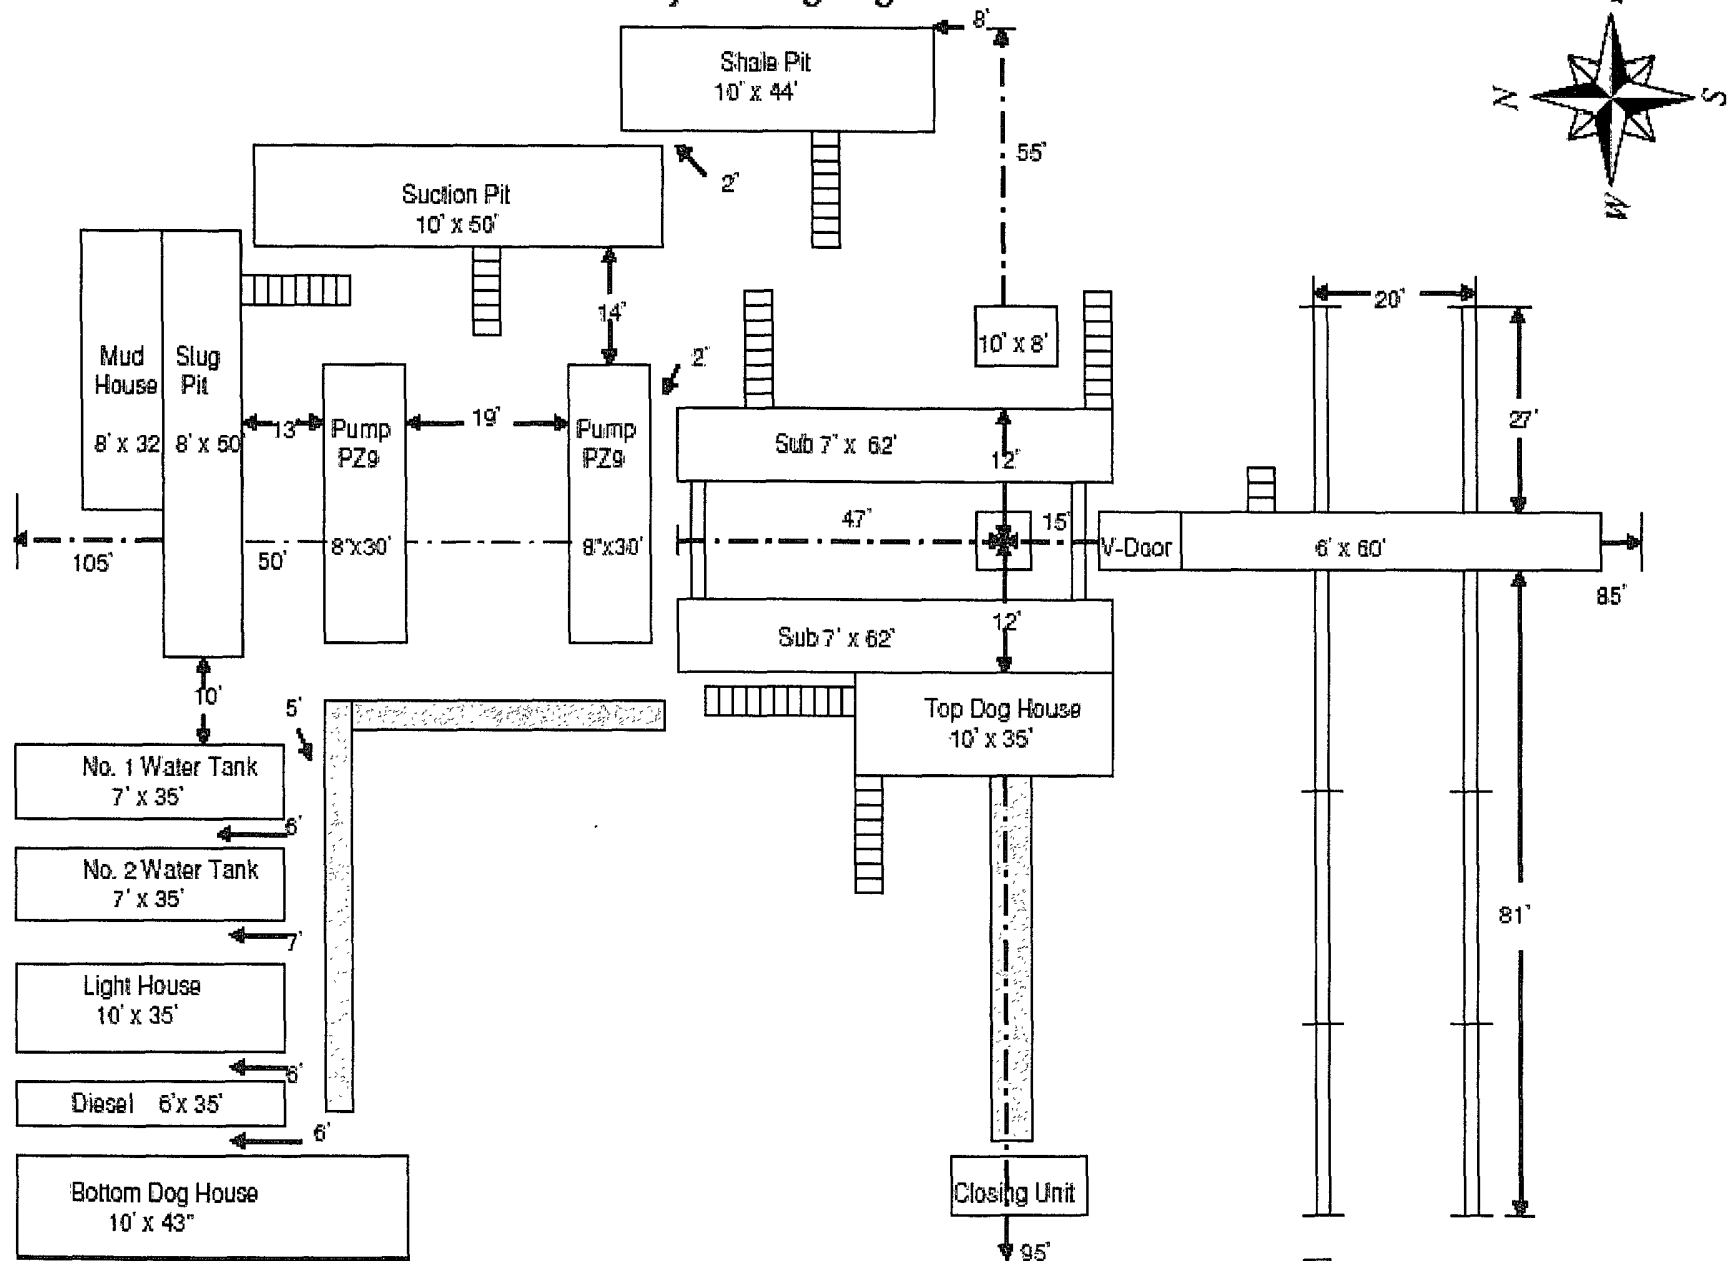 8'
Shale Pit
10" x 44'
N
S
W
55'
2'
Suction Pit
10' x 50'
14"
20'
10" x 8'
2"
27'
Mud
House
8' x 32
Slug
Pit
8' x 50'
13'
19'
Pump
PZ9
8"x30'
Pump
PZ9
8"x30'
Sub 7" x 62'
12"
47"
15'
V-Door
6' x 60'
85'
105'
50'
Sub 7' x 62'
12'
10'
5'
Top Dog House
10' x 35'
No. 1 Water Tank
7' x 35'
6'
No. 2 Water Tank
7' x 35'
7'
81'
Light House
10' x 35'
6'
Diesel 6'x 35'
6'
Bottom Dog House
10' x 43"
Closing Unit
95'